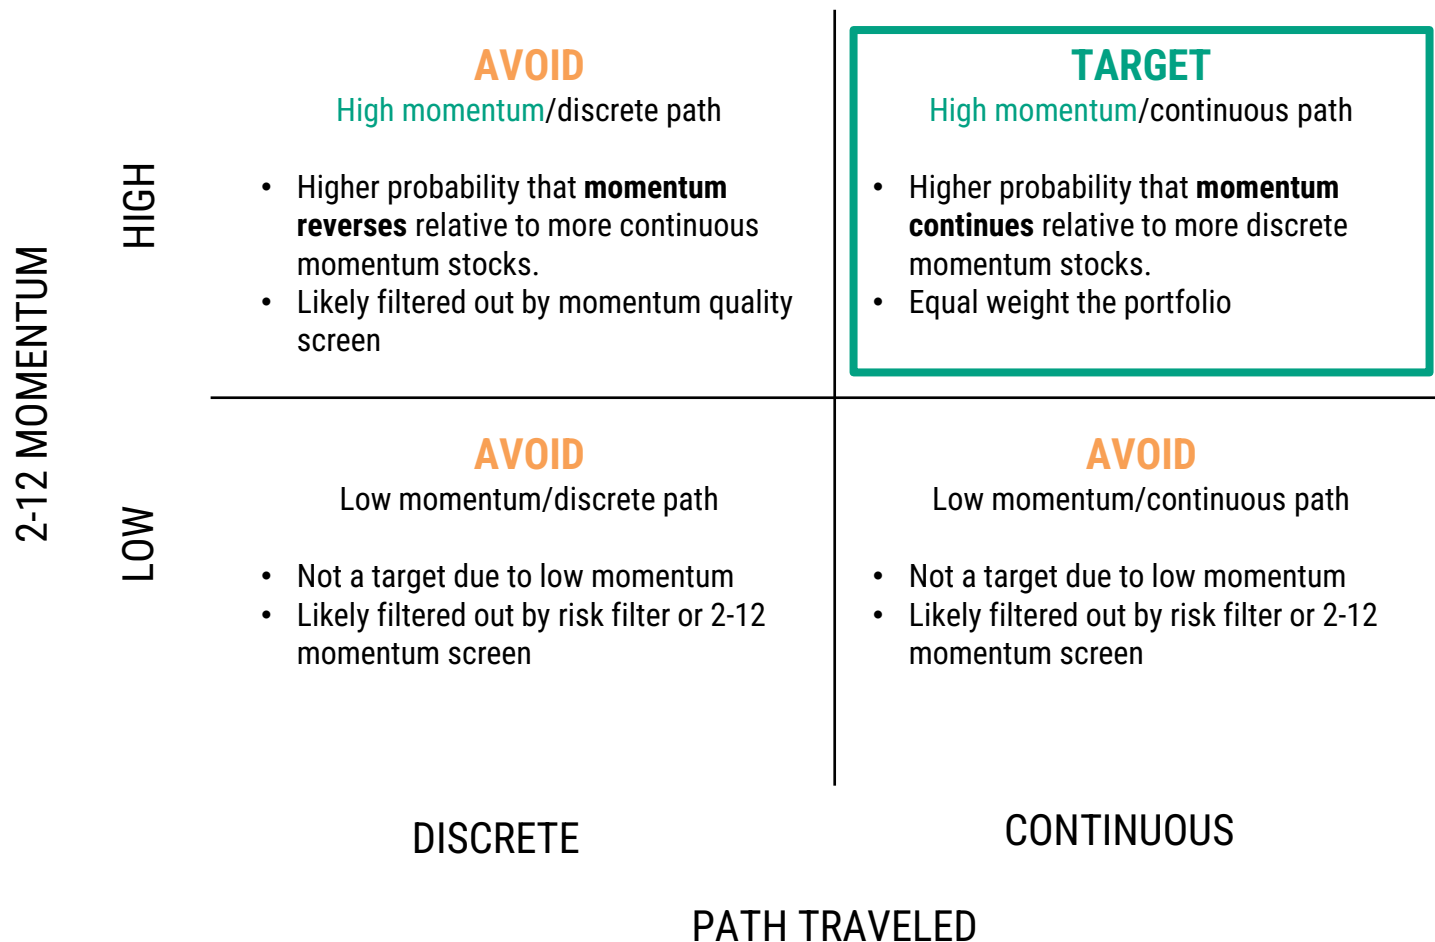 AVOID
High momentum/discrete path
• Higher probability that momentum
reverses relative to more continuous
momentum stocks.
• Likely filtered out by momentum quality
screen
TARGET
High momentum/continuous path
• Higher probability that momentum
continues relative to more discrete
momentum stocks.
• Equal weight the portfolio
2-12 MOMENTUM
HIGH
LOW
AVOID
Low momentum/discrete path
• Not a target due to low momentum
• Likely filtered out by risk filter or 2-12
momentum screen
AVOID
Low momentum/continuous path
• Not a target due to low momentum
• Likely filtered out by risk filter or 2-12
momentum screen
DISCRETE
CONTINUOUS
PATH TRAVELED